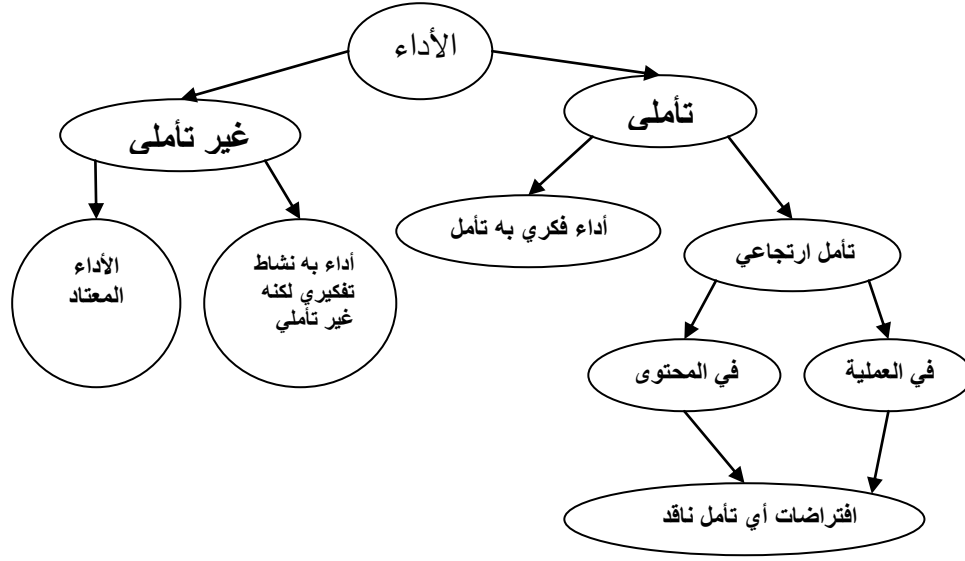 الأداء
تأملى
غير تأملى
أداء فكري به تأمل
تأمل ارتجاعي
أداء به نشاط
تفكيري لكنه
غير تأملي
الأداء
المعتاد
في العملية
في المحتوى
افتراضات أي تأمل ناقد